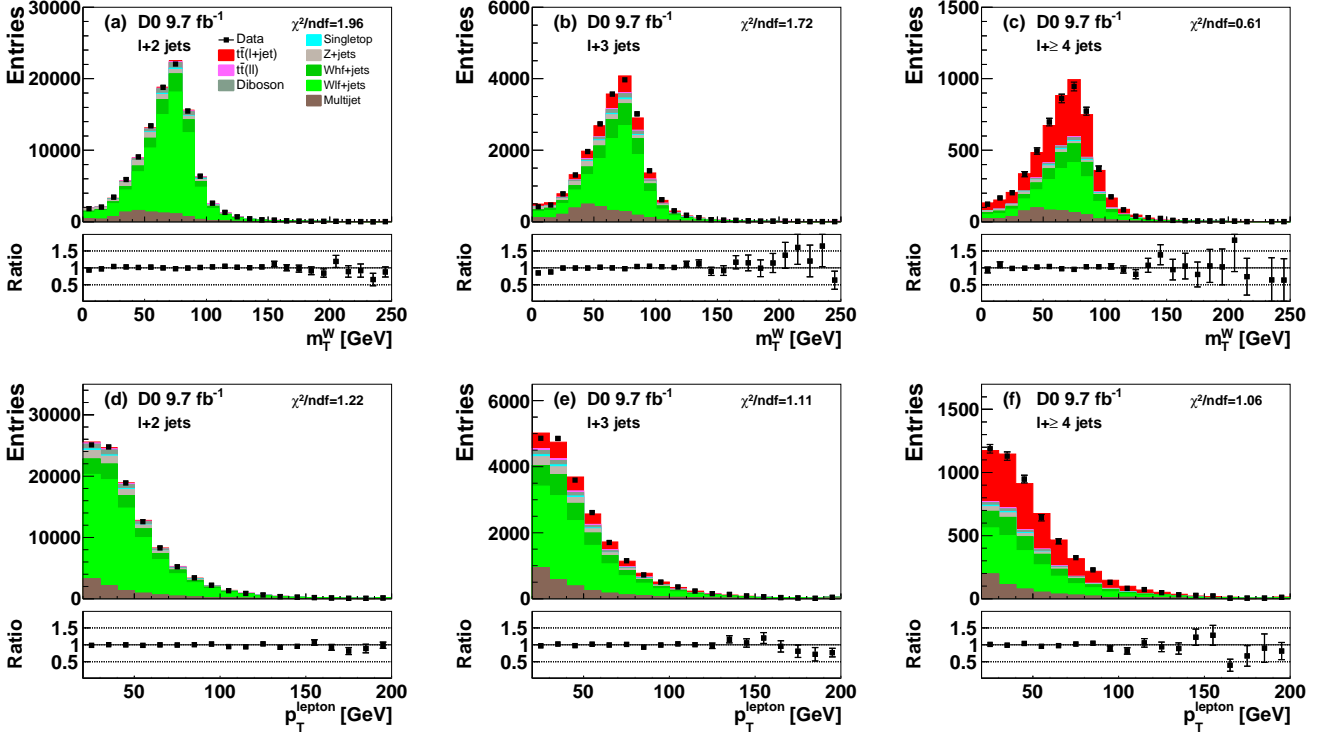 (a) D0 9.7 fb⁻¹ χ²/ndf=1.96
l+2 jets
Data
tt̄(l+jet)
tt̄(ll)
Diboson
Singletop
Z+jets
Whf+jets
Wlf+jets
Multijet
Entries
30000
20000
10000
0
Ratio
1.5
1
0.5
0 50 100 150 200 250
m_T^W [GeV]
(b) D0 9.7 fb⁻¹ χ²/ndf=1.72
l+3 jets
Entries
6000
4000
2000
0
Ratio
1.5
1
0.5
0 50 100 150 200 250
m_T^W [GeV]
(c) D0 9.7 fb⁻¹ χ²/ndf=0.61
l+≥ 4 jets
Entries
1500
1000
500
0
Ratio
1.5
1
0.5
0 50 100 150 200 250
m_T^W [GeV]
(d) D0 9.7 fb⁻¹ χ²/ndf=1.22
l+2 jets
Entries
30000
20000
10000
0
Ratio
1.5
1
0.5
50 100 150 200
p_T^lepton [GeV]
(e) D0 9.7 fb⁻¹ χ²/ndf=1.11
l+3 jets
Entries
6000
4000
2000
0
Ratio
1.5
1
0.5
50 100 150 200
p_T^lepton [GeV]
(f) D0 9.7 fb⁻¹ χ²/ndf=1.06
l+≥ 4 jets
Entries
1500
1000
500
0
Ratio
1.5
1
0.5
50 100 150 200
p_T^lepton [GeV]